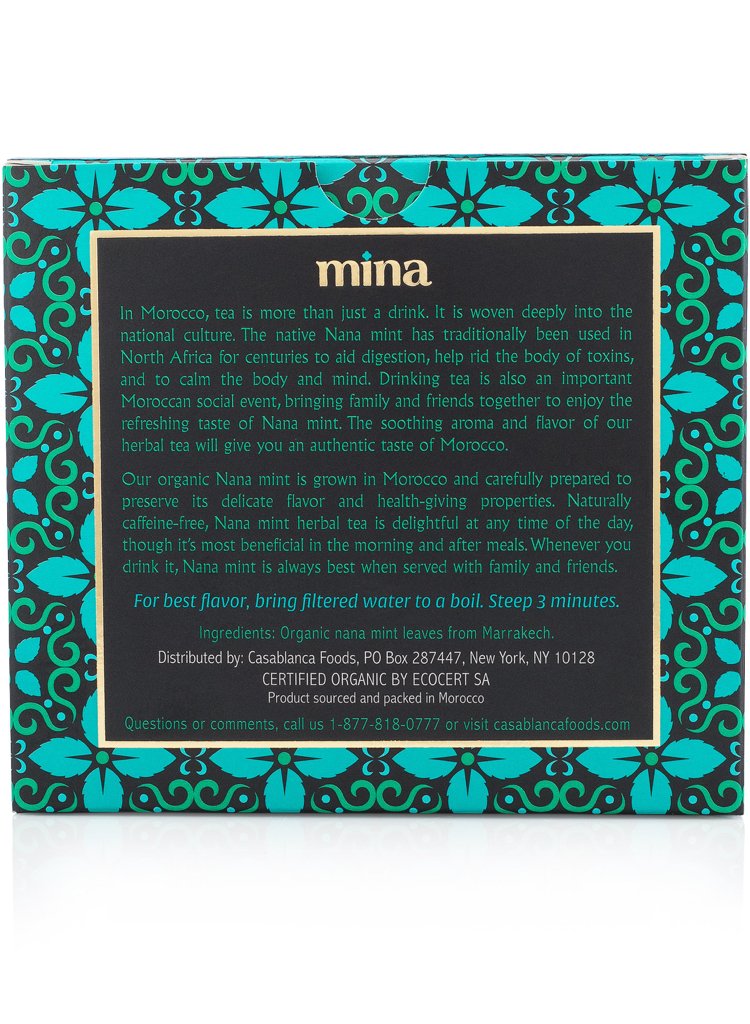 mina
In Morocco, tea is more than just a drink. It is woven deeply into the
national culture. The native Nana mint has traditionally been used in
North Africa for centuries to aid digestion, help rid the body of toxins,
and to calm the body and mind. Drinking tea is also an important
Moroccan social event, bringing family and friends together to enjoy the
refreshing taste of Nana mint. The soothing aroma and flavor of our
herbal tea will give you an authentic taste of Morocco.
Our organic Nana mint is grown in Morocco and carefully prepared to
preserve its delicate flavor and health-giving properties. Naturally
caffeine-free, Nana mint herbal tea is delightful at any time of the day,
though it's most beneficial in the morning and after meals. Whenever you
drink it, Nana mint is always best when served with family and friends.
For best flavor, bring filtered water to a boil. Steep 3 minutes.
Ingredients: Organic nana mint leaves from Marrakech.
Distributed by: Casablanca Foods, PO Box 287447, New York, NY 10128
CERTIFIED ORGANIC BY ECOCERT SA
Product sourced and packed in Morocco
Questions or comments, call us 1-877-818-0777 or visit casablancafoods.com